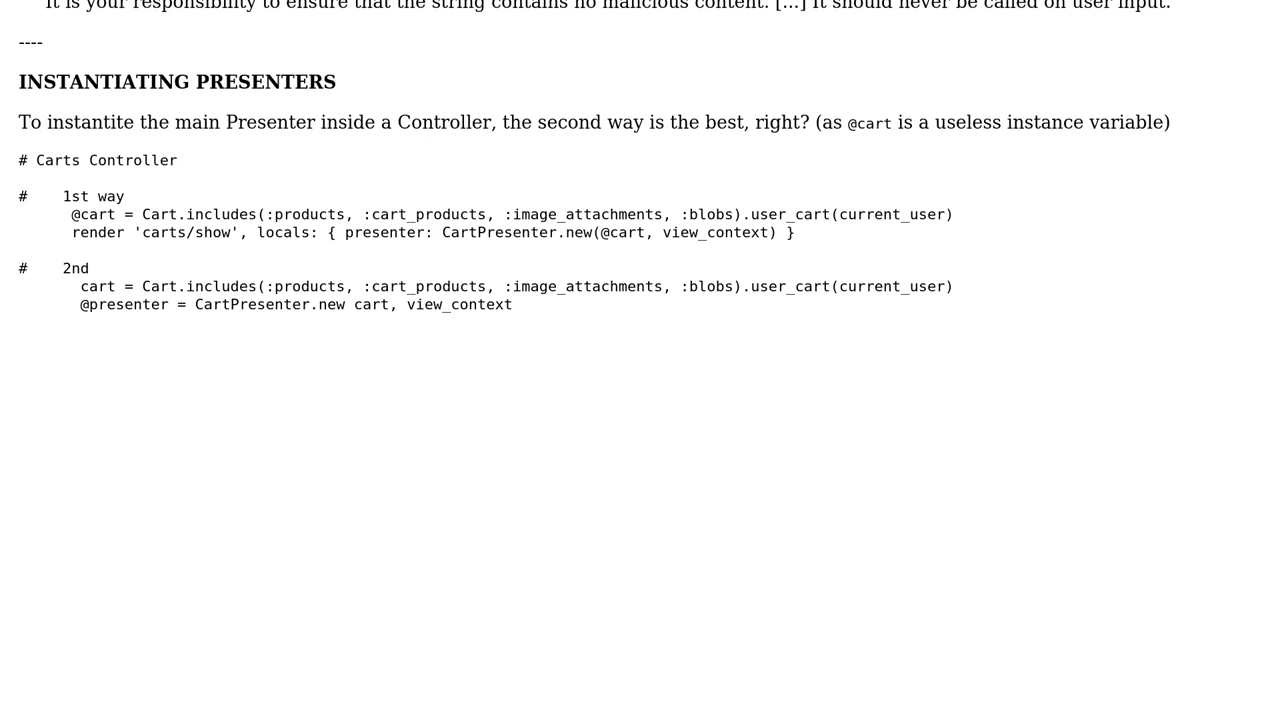 It is your responsibility to ensure that the string contains no malicious content. [...] It should never be called on user input.
----
INSTANTIATING PRESENTERS
To instantite the main Presenter inside a Controller, the second way is the best, right? (as @cart is a useless instance variable)
# Carts Controller
#    1st way
      @cart = Cart.includes(:products, :cart_products, :image_attachments, :blobs).user_cart(current_user)
      render 'carts/show', locals: { presenter: CartPresenter.new(@cart, view_context) }
#    2nd
       cart = Cart.includes(:products, :cart_products, :image_attachments, :blobs).user_cart(current_user)
       @presenter = CartPresenter.new cart, view_context